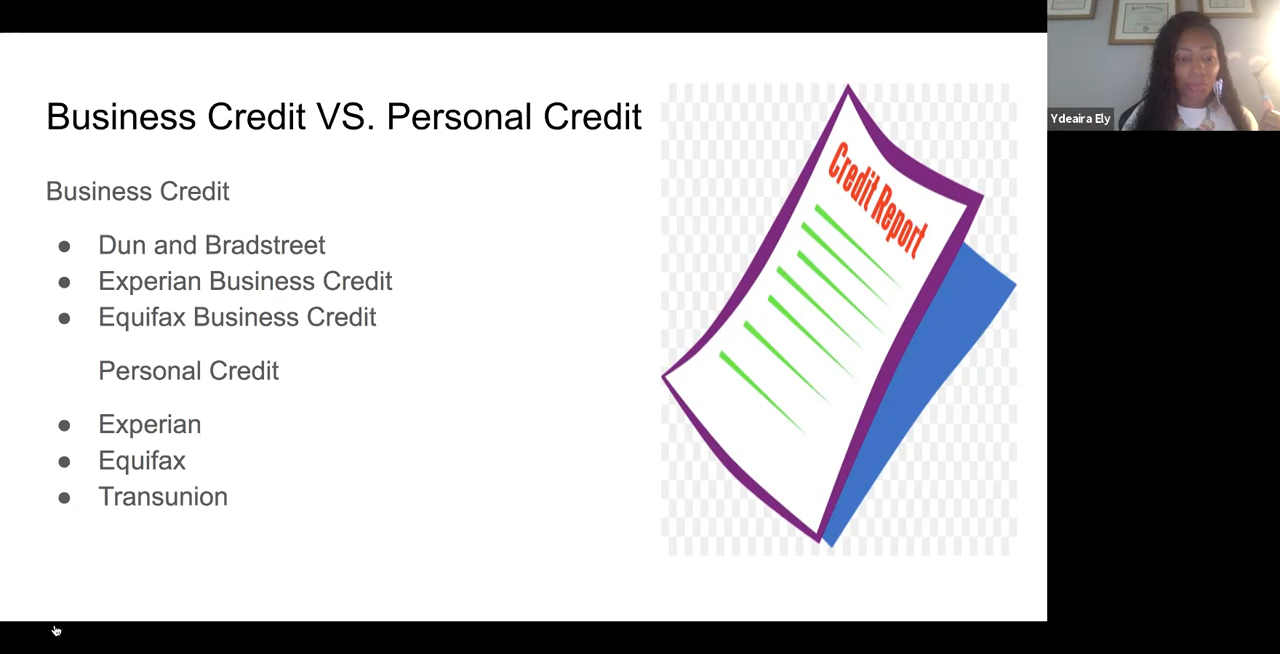 Business Credit VS. Personal Credit
Business Credit
● Dun and Bradstreet
● Experian Business Credit
● Equifax Business Credit
Personal Credit
● Experian
● Equifax
● Transunion
Credit Report
Ydeaira Ely